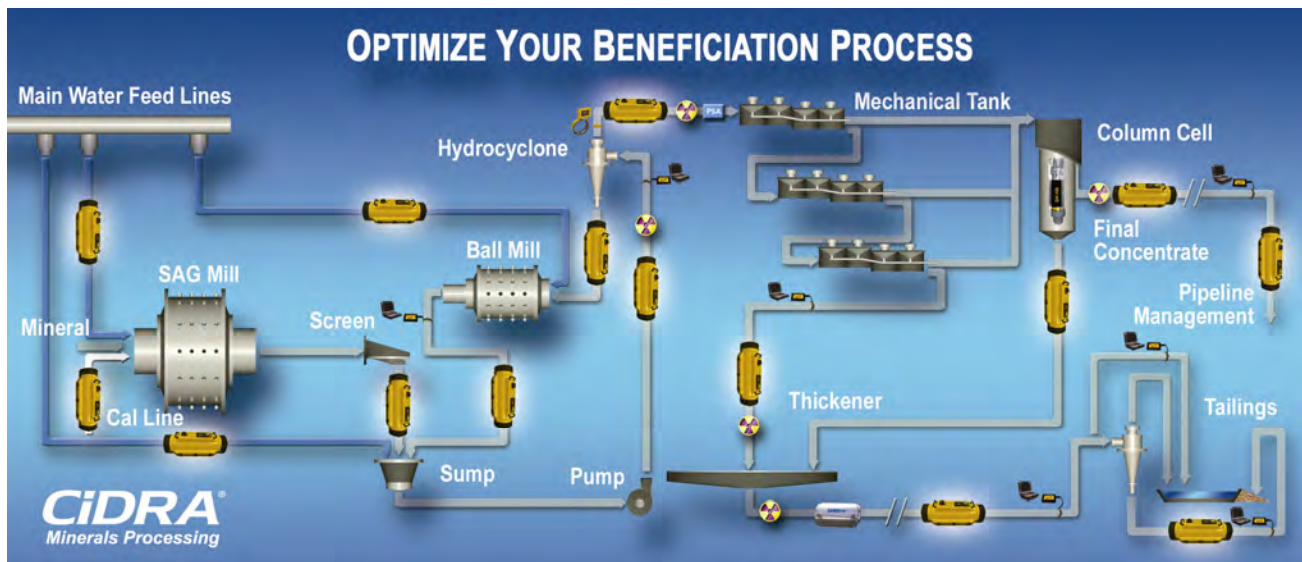 OPTIMIZE YOUR BENEFICIATION PROCESS
Main Water Feed Lines
Hydrocyclone
PSA
Mechanical Tank
Column Cell
Final
Concentrate
Pipeline
Management
SAG Mill
Ball Mill
Mineral
Screen
Cal Line
Sump
Pump
Thickener
Tailings
CiDRA®
Minerals Processing